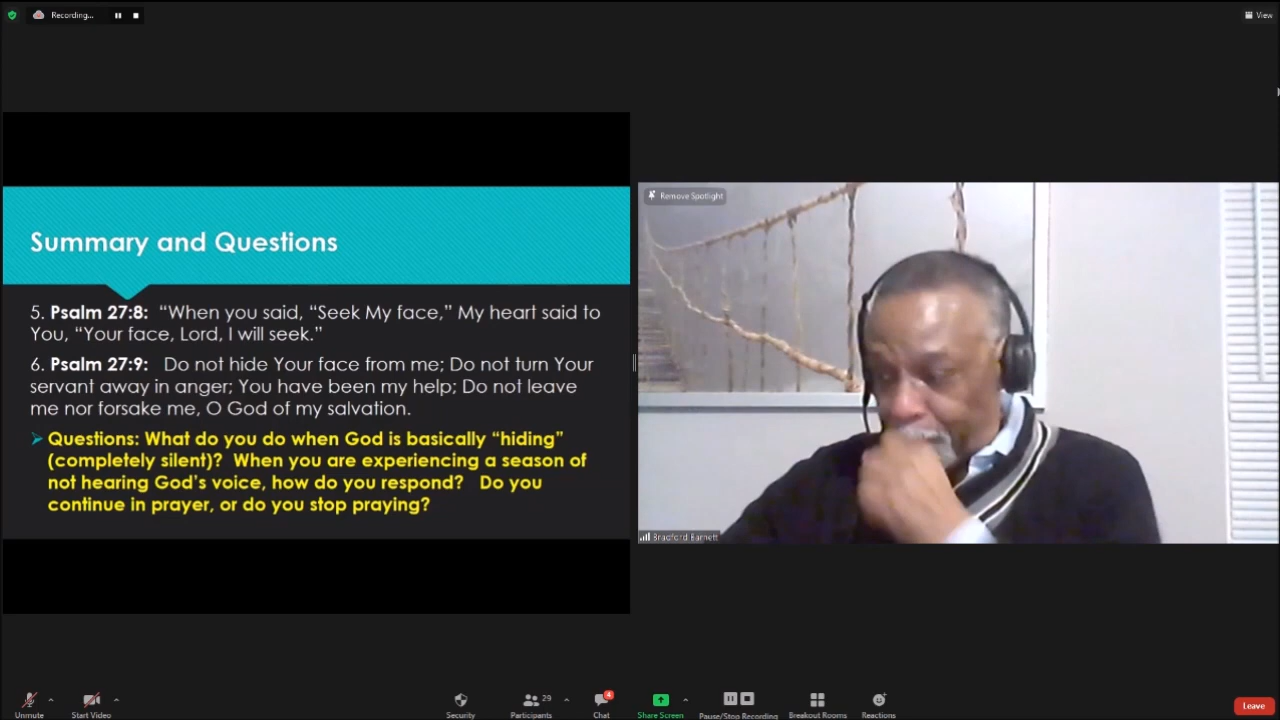 Recording...
View
Summary and Questions
5. Psalm 27:8: “When you said, “Seek My face,” My heart said to
You, “Your face, Lord, I will seek.”
6. Psalm 27:9: Do not hide Your face from me; Do not turn Your
servant away in anger; You have been my help; Do not leave
me nor forsake me, O God of my salvation.
Questions: What do you do when God is basically “hiding”
(completely silent)? When you are experiencing a season of
not hearing God’s voice, how do you respond? Do you
continue in prayer, or do you stop praying?
Remove Spotlight
Bradford Barnett
Unmute
Start Video
Security
Participants
29
Chat
4
Share Screen
Pause/Stop Recording
Breakout Rooms
Reactions
Leave